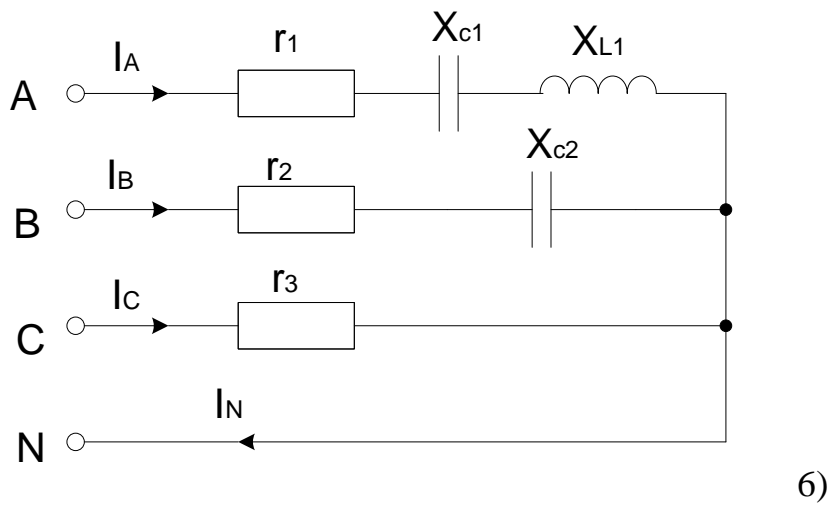 Xc1 XL1
IA r1
A
Xc2
IB r2
B
IC r3
C
IN
N
б)